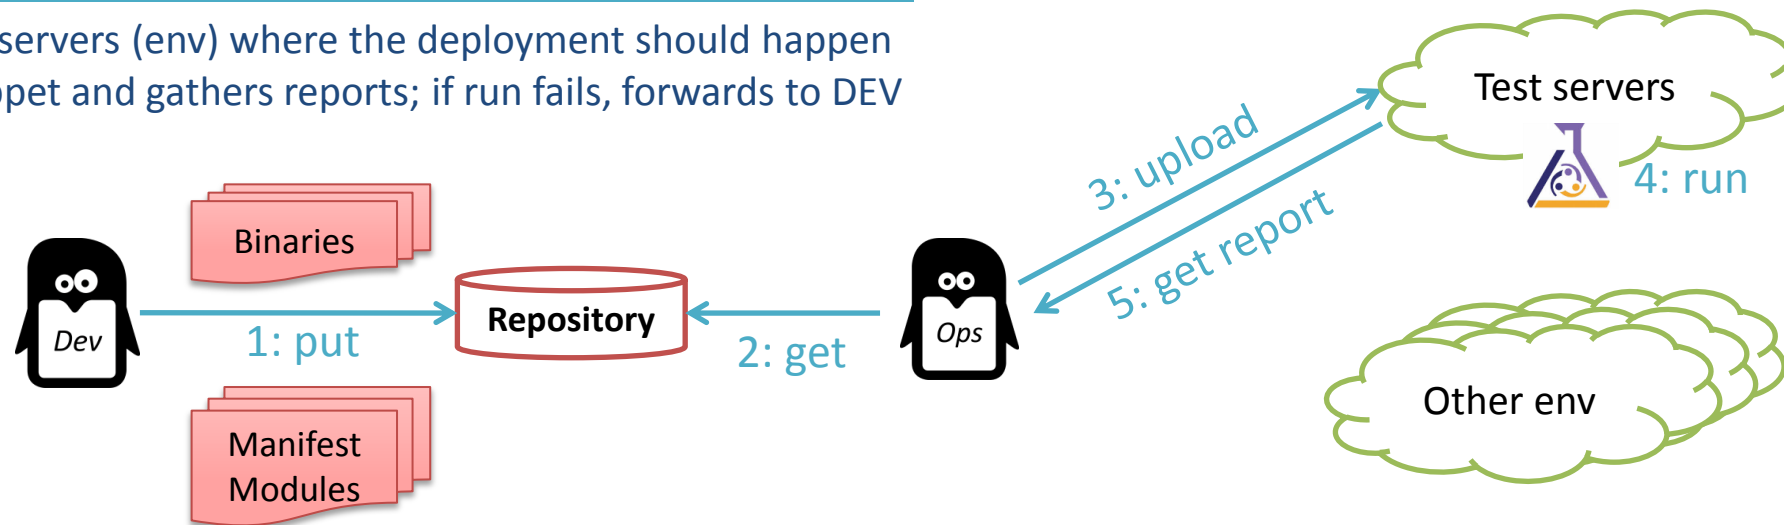 servers (env) where the deployment should happen
and gathers reports; if run fails, forwards to DEV
Test servers
3: upload
4: run
Binaries
5: get report
Dev
1: put
Repository
2: get
Ops
Other env
Manifest
Modules